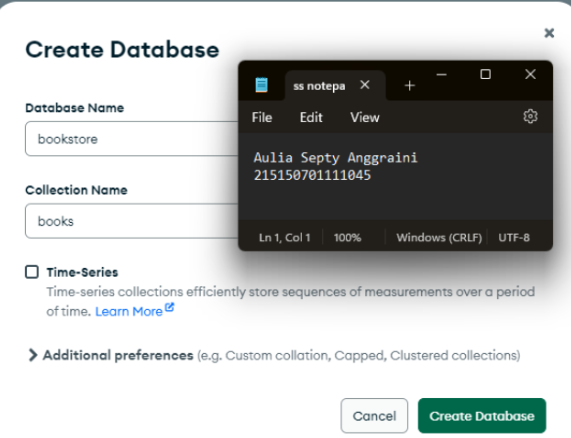 Create Database
Database Name
bookstore
Collection Name
books
ss notepa
File Edit View
Aulia Septy Anggraini
215150701111045
Ln 1, Col 1 100% Windows (CRLF) UTF-8
Time-Series
Time-series collections efficiently store sequences of measurements over a period
of time. Learn More
Additional preferences (e.g. Custom collation, Capped, Clustered collections)
Cancel Create Database